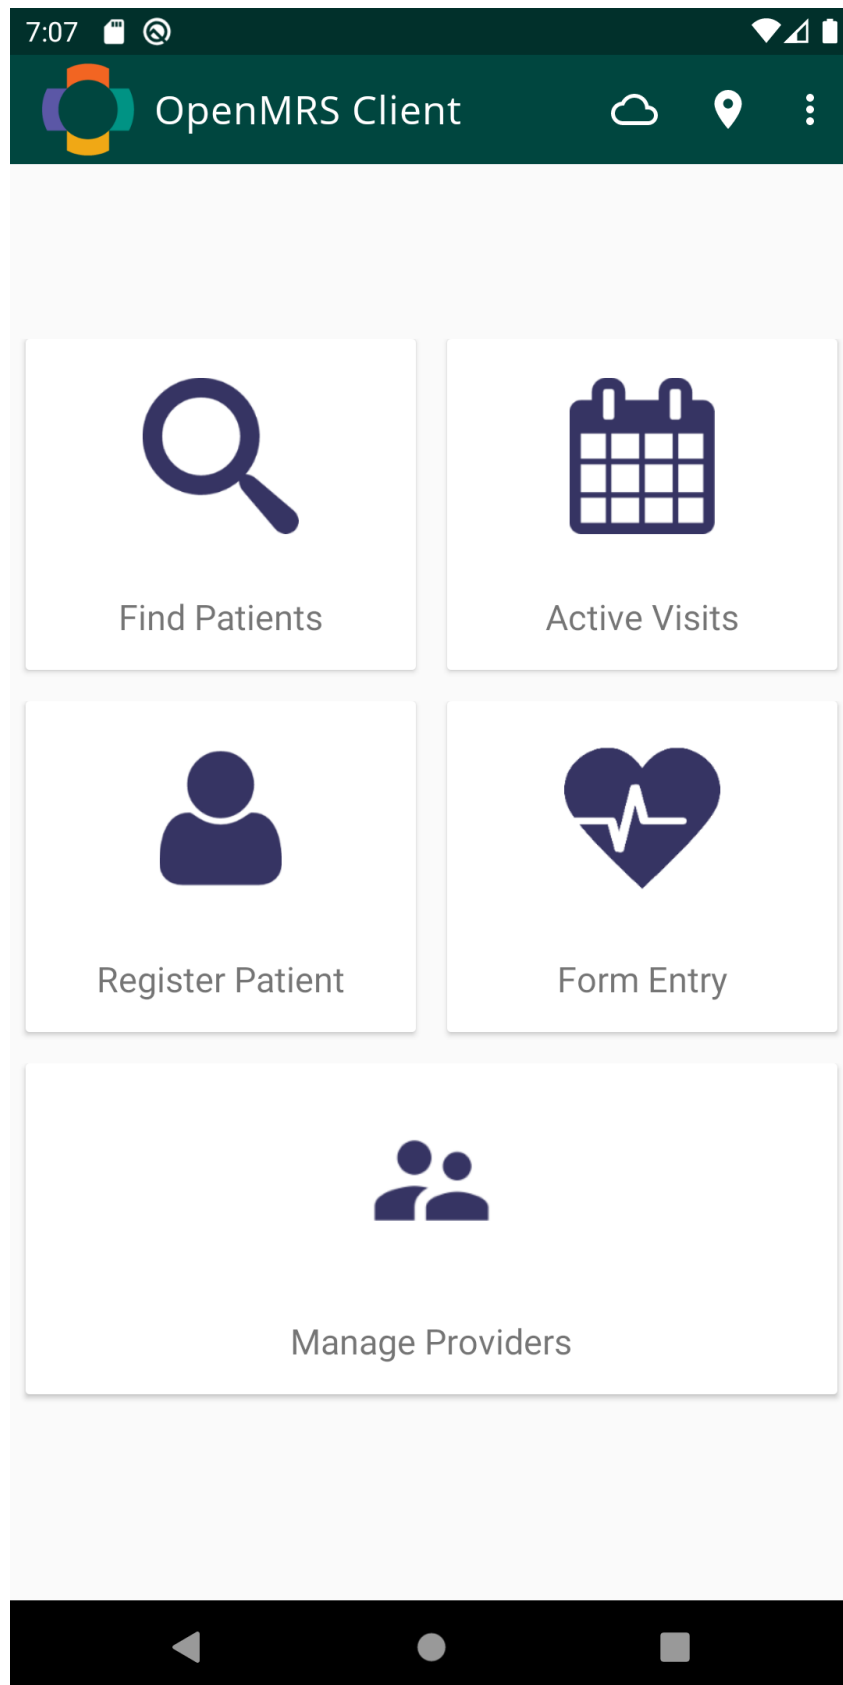 7:07
OpenMRS Client
Find Patients
Active Visits
Register Patient
Form Entry
Manage Providers